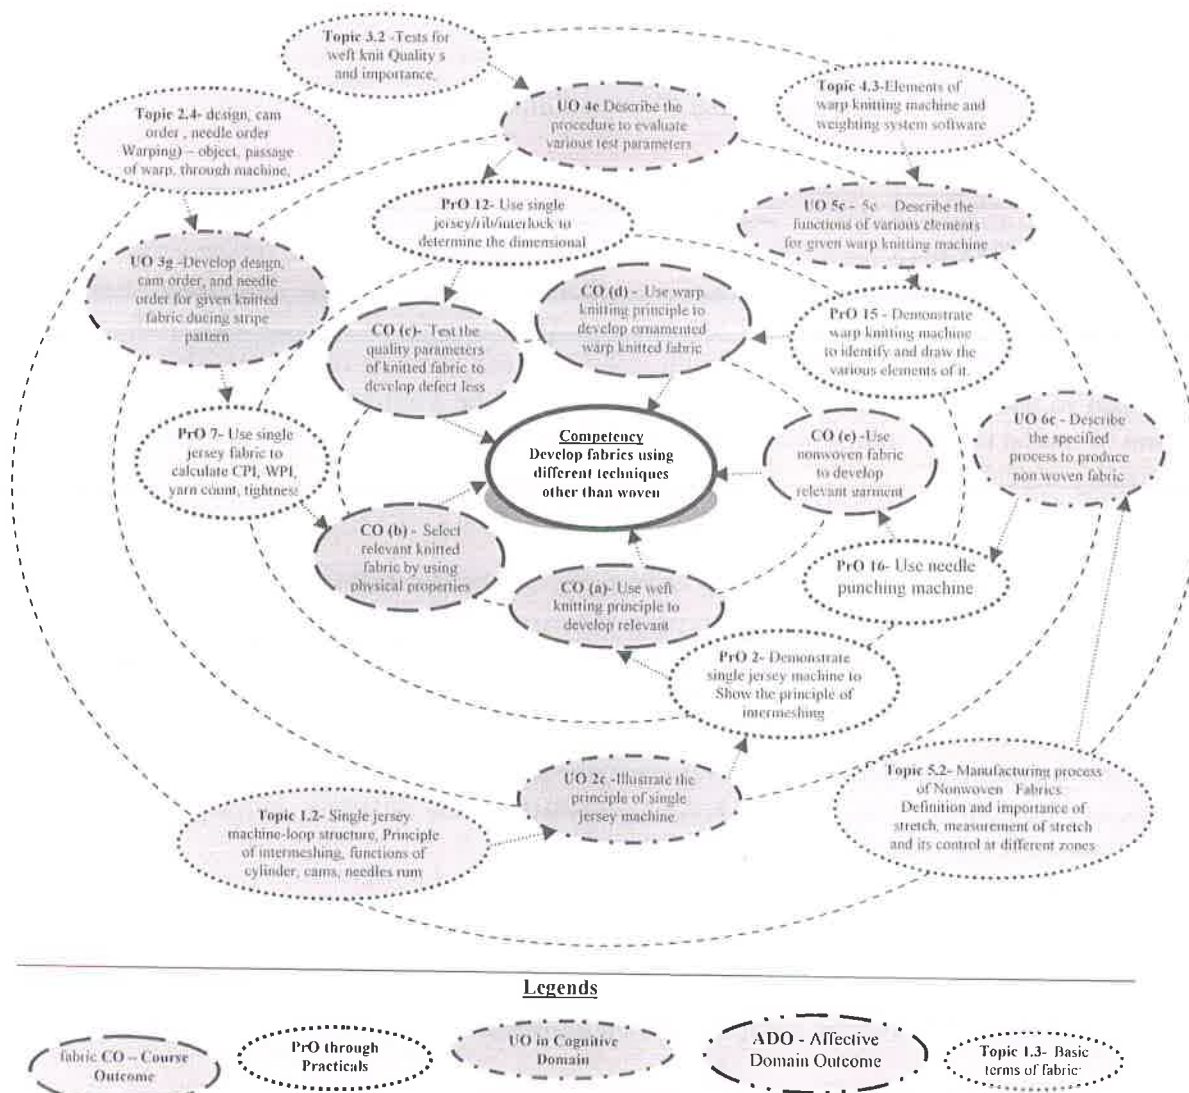 Topic 3.2 -Tests for
weft knit Quality s
and importance,
Topic 4.3-Elements of
warp knitting machine and
weighting system software
Topic 2.4- design, cam
order , needle order
Warping) – object, passage
of warp, through machine,
UO 4e Describe the
procedure to evaluate
various test parameters
PrO 12- Use single
jersey/rib/interlock to
determine the dimensional
UO 5c - 5c - Describe the
functions of various elements
for given warp knitting machine
UO 3g -Develop design,
cam order, and needle
order for given knitted
fabric dueing stripe
pattern
CO (d) - Use warp
knitting principle to
develop ornamented
warp knitted fabric
CO (c)- Test the
quality parameters
of knitted fabric to
develop defect less
PrO 15 - Demonstrate
warp knitting machine
to identify and draw the
various elements of it.
PrO 7- Use single
jersey fabric to
calculate CPI, WPI,
yarn count, tightness
Competency
Develop fabrics using
different techniques
other than woven
CO (e) -Use
nonwoven fabric
to develop
relevant garment
UO 6c - Describe
the specified
process to produce
non woven fabric
CO (b) - Select
relevant knitted
fabric by using
physical properties
CO (a)- Use weft
knitting principle to
develop relevant
PrO 16- Use needle
punching machine
PrO 2- Demonstrate
single jersey machine to
Show the principle of
intermeshing
UO 2c -Illustrate the
principle of single
jersey machine
Topic 1.2- Single jersey
machine-loop structure, Principle
of intermeshing, functions of
cylinder, cams, needles rum
Topic 5.2- Manufacturing process
of Nonwoven Fabrics
Definition and importance of
stretch, measurement of stretch
and its control at different zones
Legends
fabric CO – Course
Outcome
PrO through
Practicals
UO in Cognitive
Domain
ADO - Affective
Domain Outcome
Topic 1.3- Basic
terms of fabric